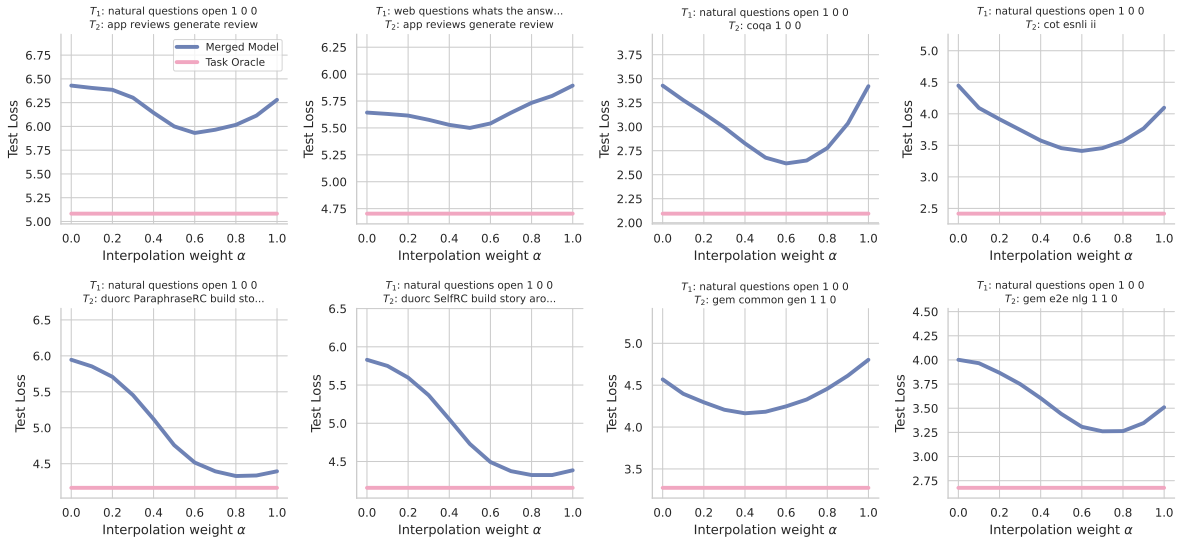 T₁: natural questions open 1 0 0
T₂: app reviews generate review
Test Loss
6.75
6.50
6.25
6.00
5.75
5.50
5.25
5.00
Merged Model
Task Oracle
0.0 0.2 0.4 0.6 0.8 1.0
Interpolation weight α
T₁: web questions whats the answ...
T₂: app reviews generate review
Test Loss
6.25
6.00
5.75
5.50
5.25
5.00
4.75
0.0 0.2 0.4 0.6 0.8 1.0
Interpolation weight α
T₁: natural questions open 1 0 0
T₂: coqa 1 0 0
Test Loss
3.75
3.50
3.25
3.00
2.75
2.50
2.25
2.00
0.0 0.2 0.4 0.6 0.8 1.0
Interpolation weight α
T₁: natural questions open 1 0 0
T₂: cot esnli ii
Test Loss
5.0
4.5
4.0
3.5
3.0
2.5
0.0 0.2 0.4 0.6 0.8 1.0
Interpolation weight α
T₁: natural questions open 1 0 0
T₂: duorc ParaphraseRC build sto...
Test Loss
6.5
6.0
5.5
5.0
4.5
0.0 0.2 0.4 0.6 0.8 1.0
Interpolation weight α
T₁: natural questions open 1 0 0
T₂: duorc SelfRC build story aro...
Test Loss
6.5
6.0
5.5
5.0
4.5
0.0 0.2 0.4 0.6 0.8 1.0
Interpolation weight α
T₁: natural questions open 1 0 0
T₂: gem common gen 1 1 0
Test Loss
5.0
4.5
4.0
3.5
0.0 0.2 0.4 0.6 0.8 1.0
Interpolation weight α
T₁: natural questions open 1 0 0
T₂: gem e2e nlg 1 1 0
Test Loss
4.50
4.25
4.00
3.75
3.50
3.25
3.00
2.75
0.0 0.2 0.4 0.6 0.8 1.0
Interpolation weight α